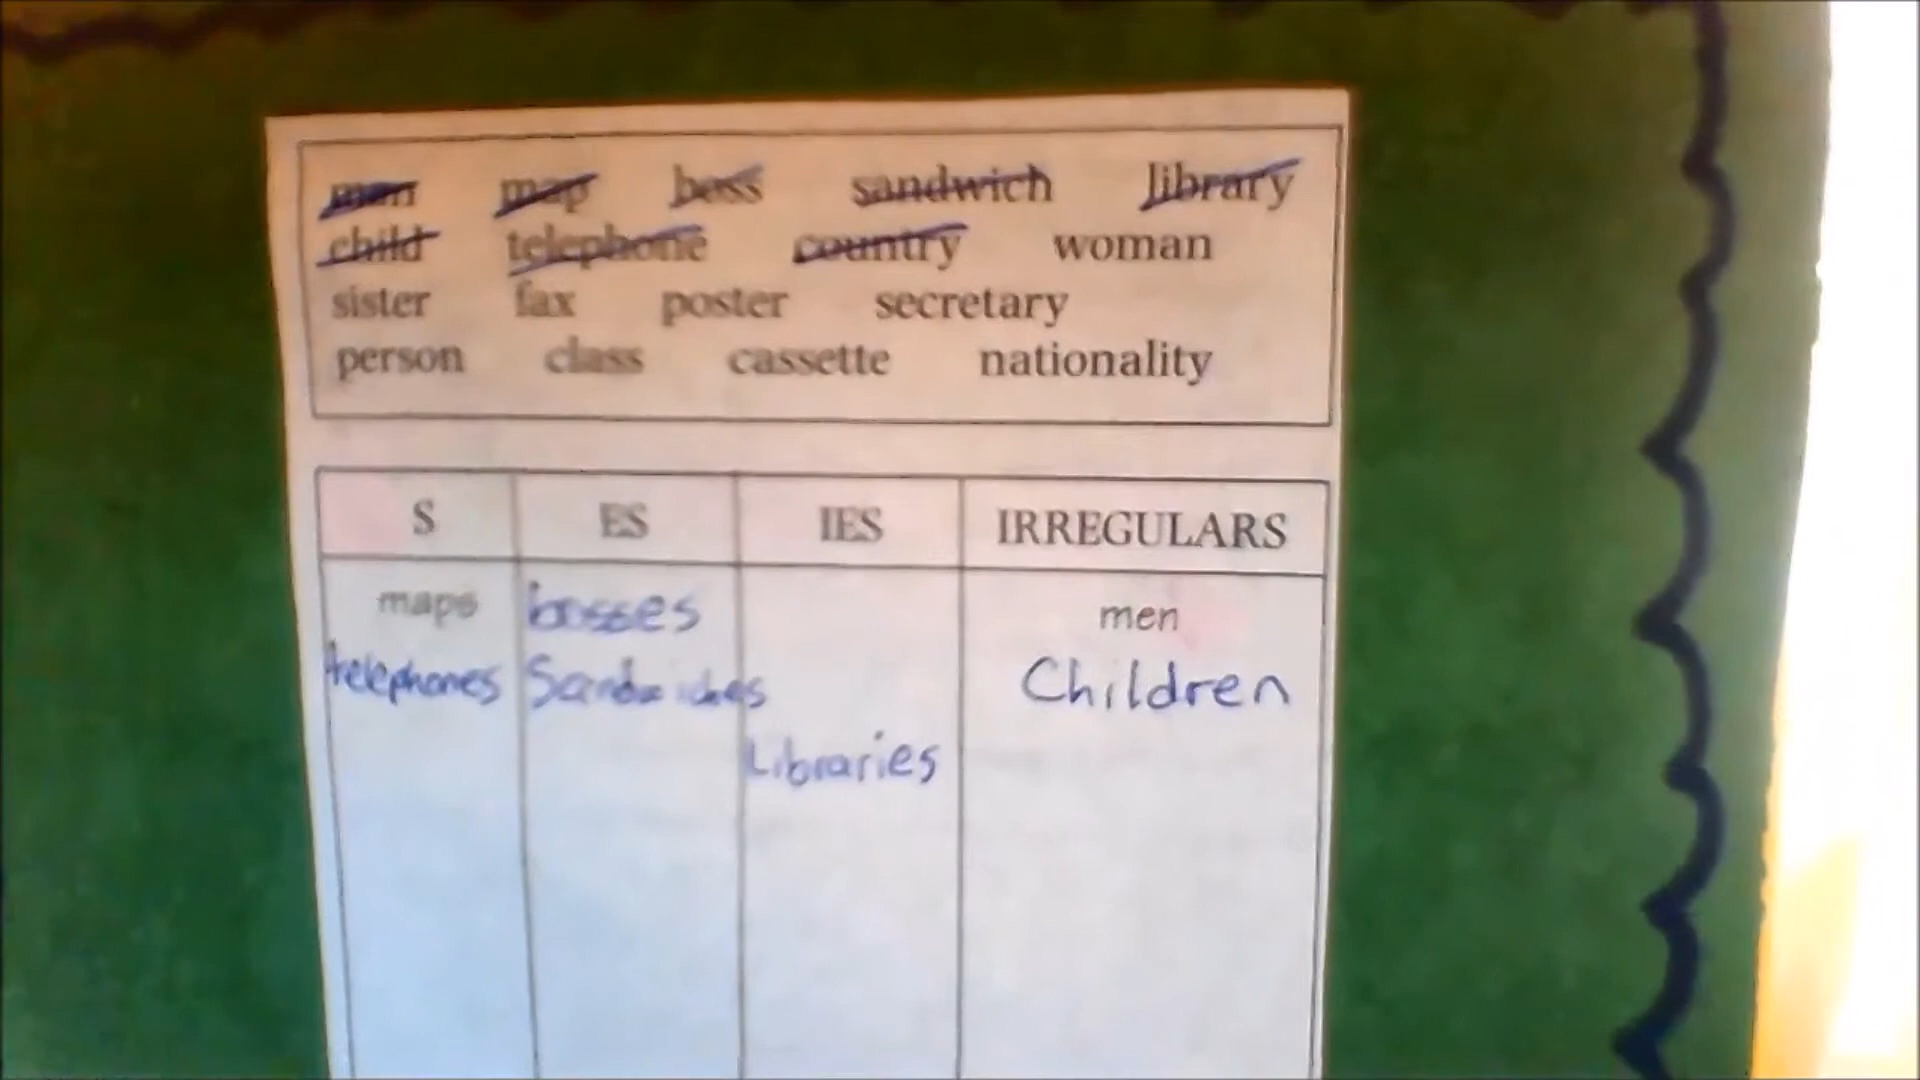 man map boss sandwich library
child telephone country woman
sister fax poster secretary
person class cassette nationality
S ES IES IRREGULARS
maps bosses men
telephones Sandwiches Children
Libraries